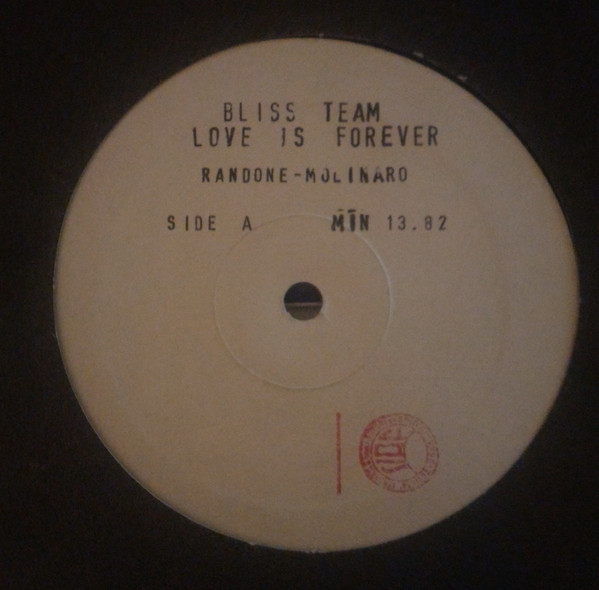 BLISS TEAM
LOVE IS FOREVER
RANDONE-MOLINARO
SIDE A MIN 13.82